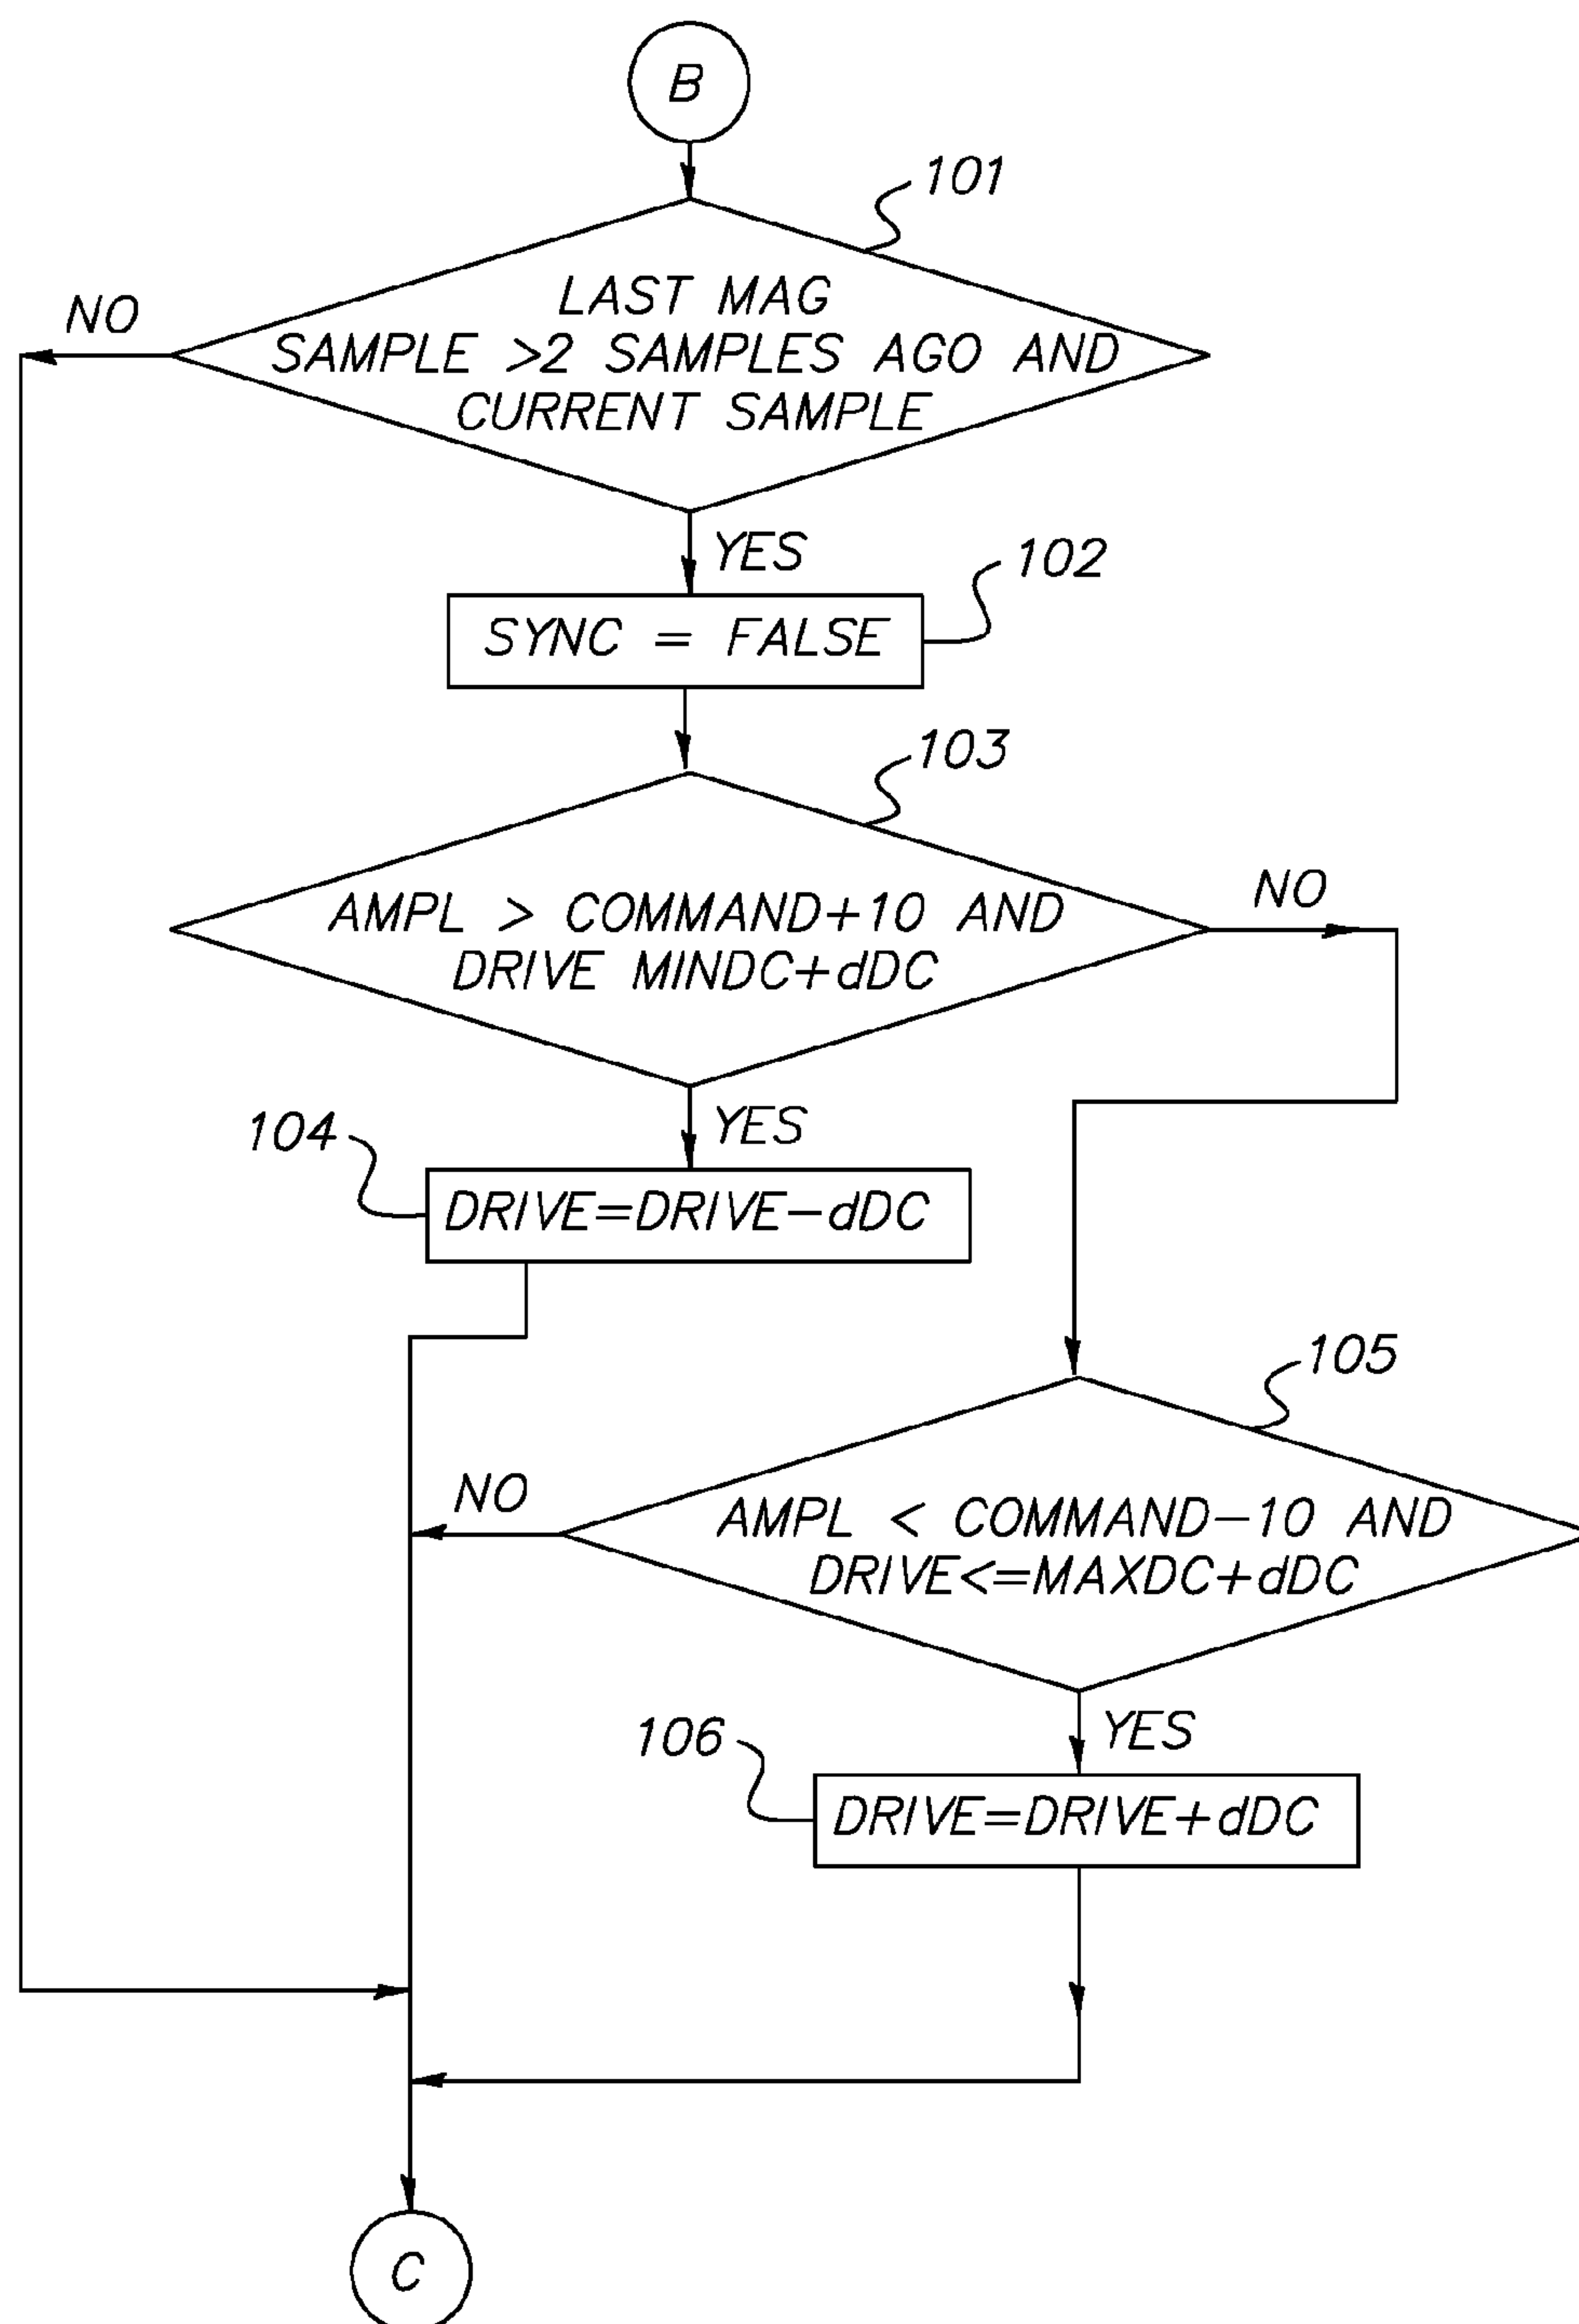 B
101
LAST MAG
SAMPLE >2 SAMPLES AGO AND
CURRENT SAMPLE
NO
YES
102
SYNC = FALSE
103
AMPL > COMMAND+10 AND
DRIVE MINDC+dDC
NO
YES
104
DRIVE=DRIVE-dDC
105
AMPL < COMMAND-10 AND
DRIVE<=MAXDC+dDC
NO
YES
106
DRIVE=DRIVE+dDC
C